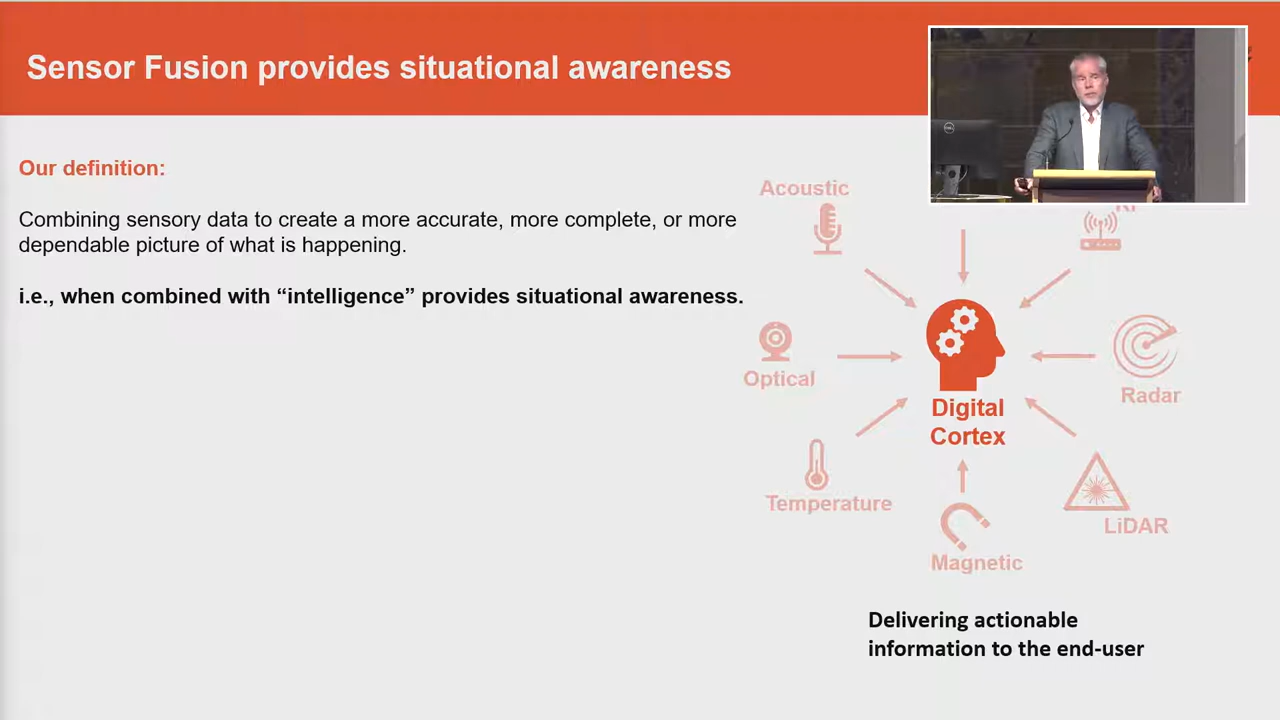 Sensor Fusion provides situational awareness
Our definition:
Combining sensory data to create a more accurate, more complete, or more
dependable picture of what is happening.
i.e., when combined with “intelligence” provides situational awareness.
Acoustic
Optical
Radar
Digital
Cortex
Temperature
LiDAR
Magnetic
Delivering actionable
information to the end-user